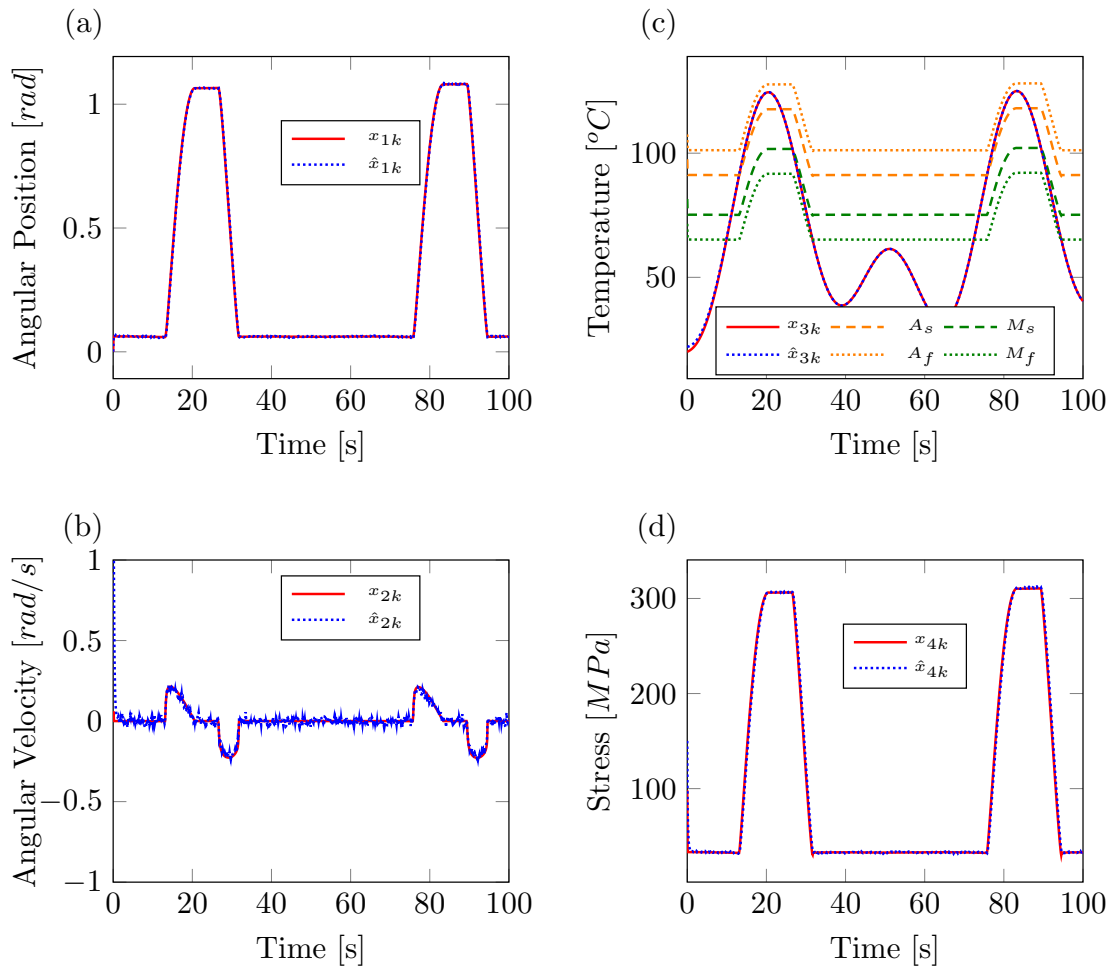 (a)
Angular Position [rad]
1
0.5
0
x1k
x̂1k
0 20 40 60 80 100
Time [s]
(c)
Temperature [°C]
100
50
x3k As Ms
x̂3k Af Mf
0 20 40 60 80 100
Time [s]
(b)
Angular Velocity [rad/s]
1
0.5
0
−0.5
−1
x2k
x̂2k
0 20 40 60 80 100
Time [s]
(d)
Stress [MPa]
300
200
100
x4k
x̂4k
0 20 40 60 80 100
Time [s]